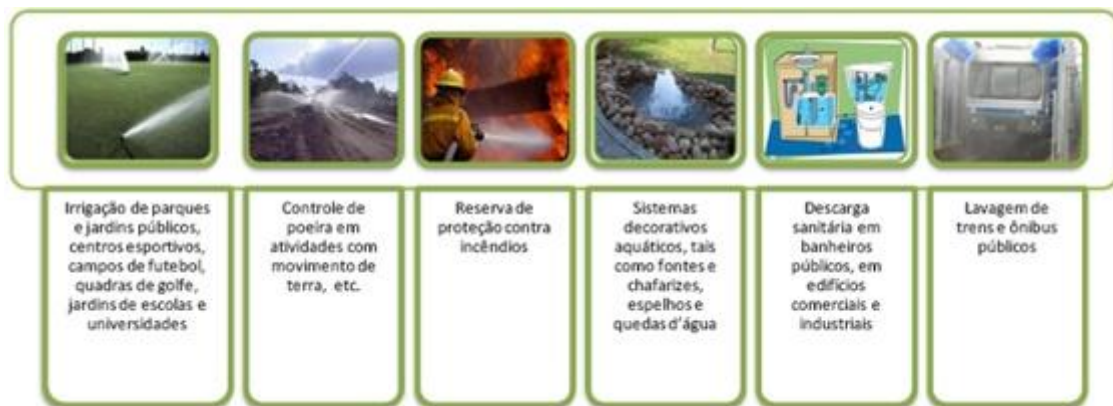 Irrigação de parques
e jardins públicos,
centros esportivos,
campos de futebol,
quadras de golfe,
jardins de escolas e
universidades
Controle de
poeira em
atividades com
movimento de
terra, etc.
Reserva de
proteção contra
incêndios
Sistemas
decorativos
aquáticos, tais
como fontes e
chafarizes,
espelhos e
quedas d'água
Descarga
sanitária em
banheiros
públicos, em
edifícios
comerciais e
industriais
Lavagem de
trens e ônibus
públicos